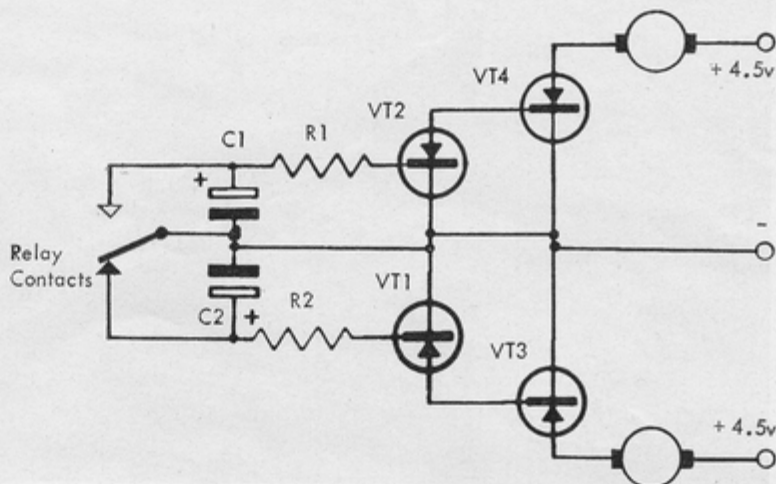 + 4.5v
VT4
VT2
C1
R1
+
-
Relay
Contacts
VT1
R2
C2
+
VT3
+ 4.5v